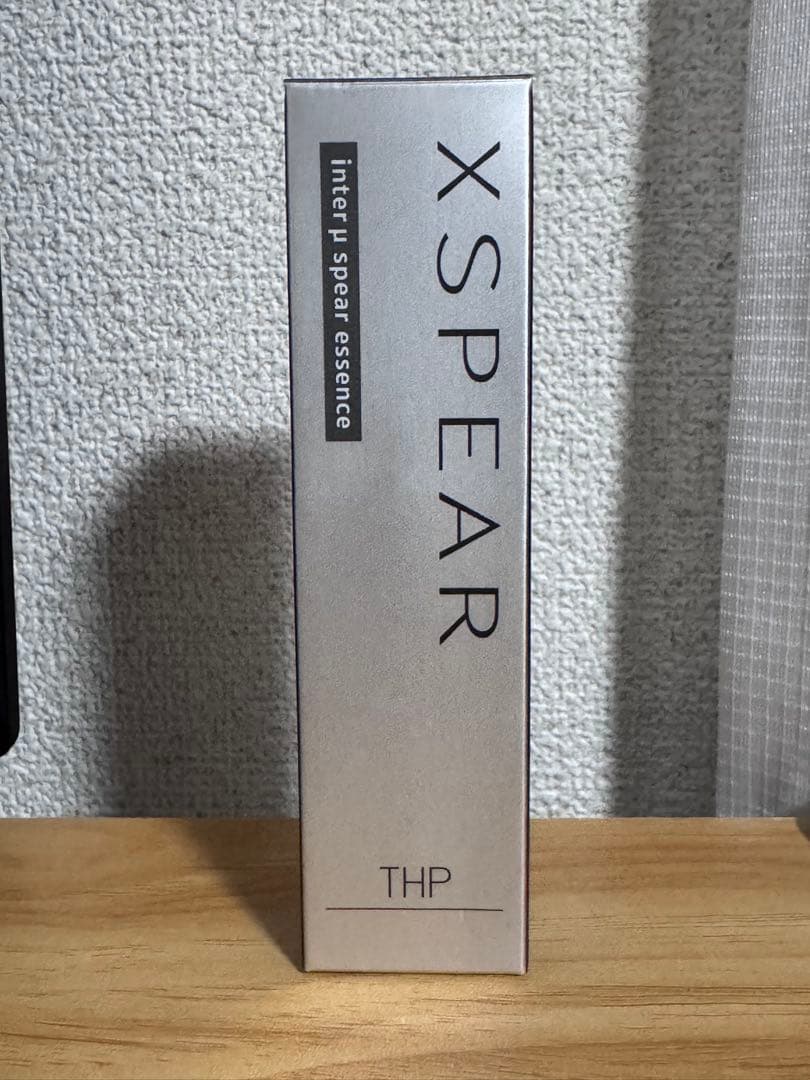 XSPEAR
inter μ spear essence
THP